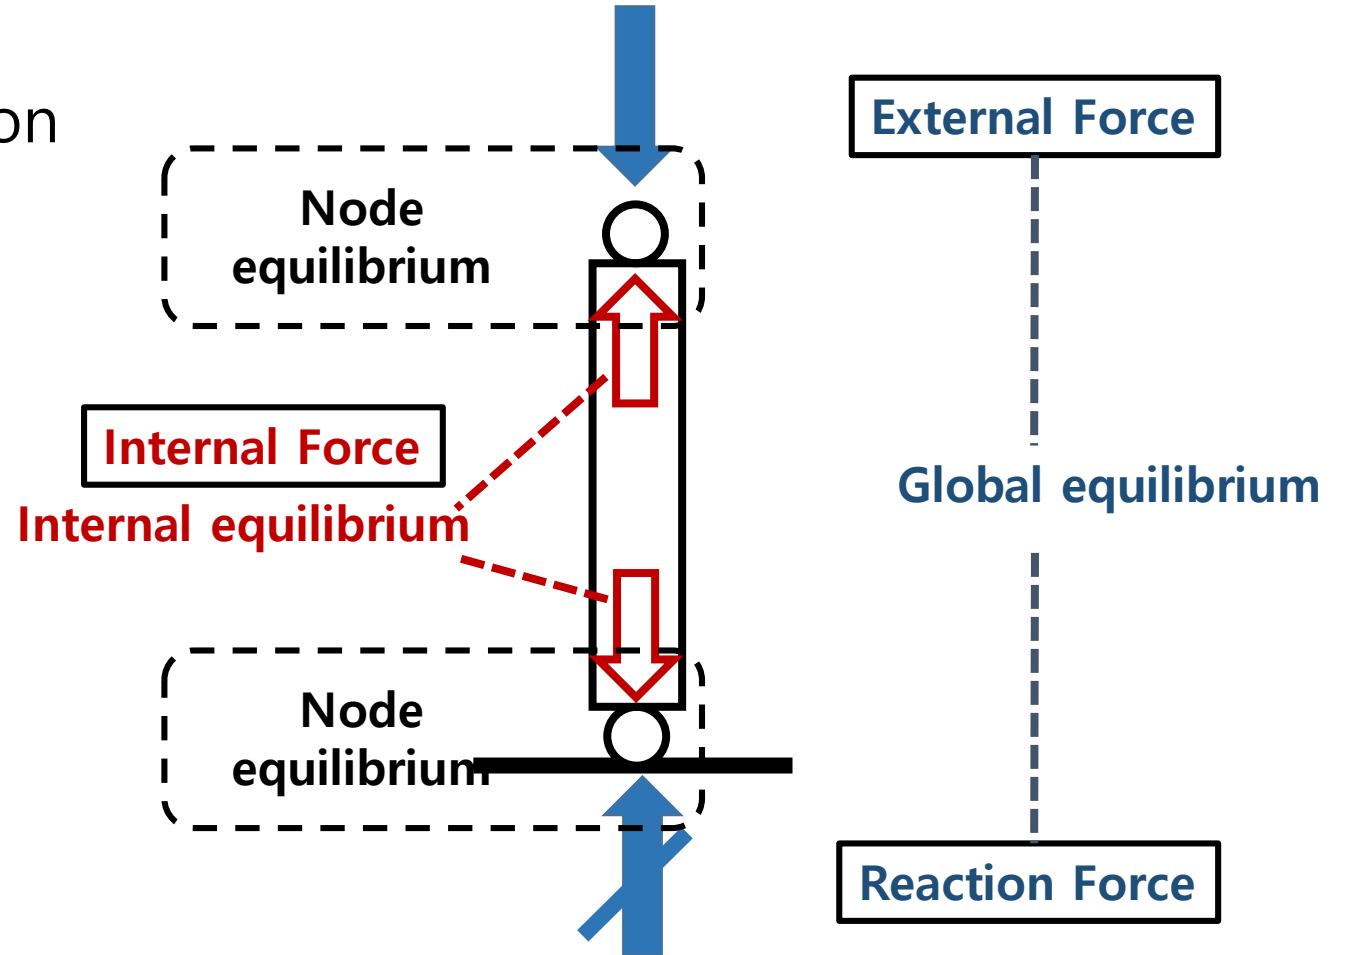 on
External Force
Node
equilibrium
Internal Force
Internal equilibrium
Global equilibrium
Node
equilibrium
Reaction Force